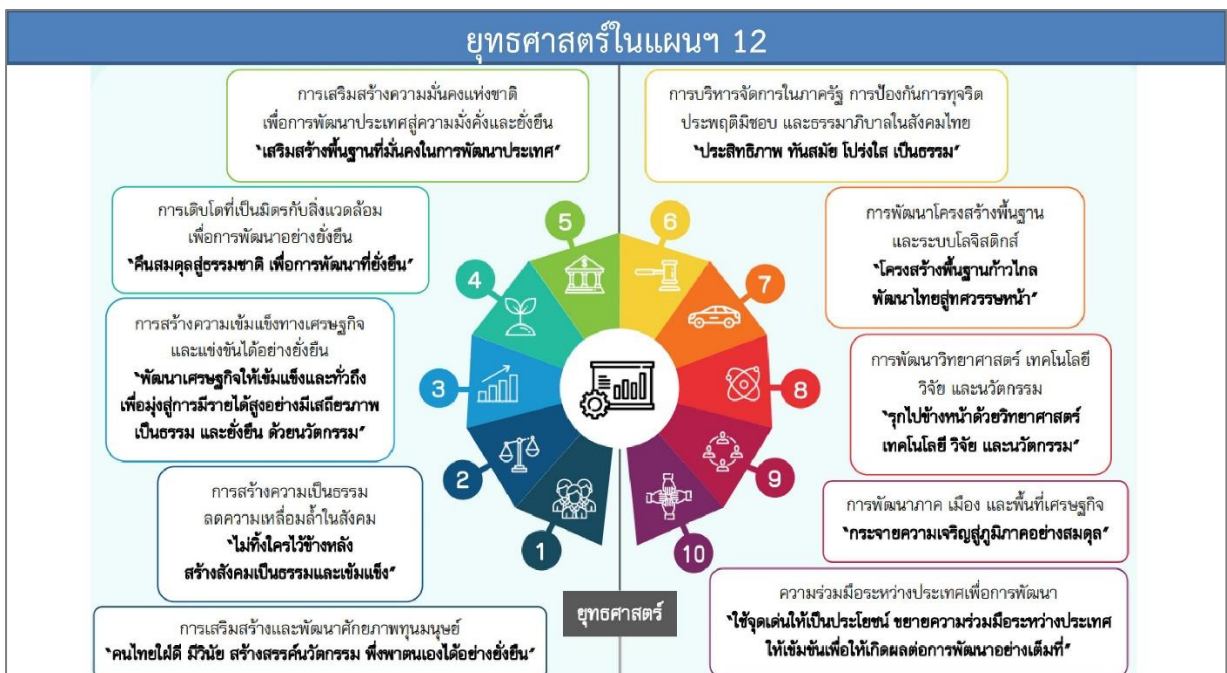 ยุทธศาสตร์ในแผนฯ 12
การเสริมสร้างความมั่นคงแห่งชาติ
เพื่อการพัฒนาประเทศสู่ความมั่งคั่งและยั่งยืน
“เสริมสร้างพื้นฐานที่มั่นคงในการพัฒนาประเทศ”
การบริหารจัดการในภาครัฐ การป้องกันการทุจริต
ประพฤติมิชอบ และธรรมาภิบาลในสังคมไทย
“ประสิทธิภาพ ทันสมัย โปร่งใส เป็นธรรม”
การเติบโตที่เป็นมิตรกับสิ่งแวดล้อม
เพื่อการพัฒนาอย่างยั่งยืน
“คืนสมดุลสู่ธรรมชาติ เพื่อการพัฒนาที่ยั่งยืน”
การพัฒนาโครงสร้างพื้นฐาน
และระบบโลจิสติกส์
“โครงสร้างพื้นฐานก้าวไกล
พัฒนาไทยสู่ทศวรรษหน้า”
การสร้างความเข้มแข็งทางเศรษฐกิจ
และแข่งขันได้อย่างยั่งยืน
“พัฒนาเศรษฐกิจให้เข้มแข็งและทั่วถึง
เพื่อมุ่งสู่การมีรายได้สูงอย่างมีเสถียรภาพ
เป็นธรรม และยั่งยืน ด้วยนวัตกรรม”
การพัฒนาวิทยาศาสตร์ เทคโนโลยี
วิจัย และนวัตกรรม
“รุกไปข้างหน้าด้วยวิทยาศาสตร์
เทคโนโลยี วิจัย และนวัตกรรม”
การสร้างความเป็นธรรม
ลดความเหลื่อมล้ำในสังคม
“ไม่ทิ้งใครไว้ข้างหลัง
สร้างสังคมเป็นธรรมและเข้มแข็ง”
การพัฒนาภาค เมือง และพื้นที่เศรษฐกิจ
“กระจายความเจริญสู่ภูมิภาคอย่างสมดุล”
การเสริมสร้างและพัฒนาศักยภาพทุนมนุษย์
“คนไทยใฝ่ดี มีวินัย สร้างสรรค์นวัตกรรม พึ่งพาตนเองได้อย่างยั่งยืน”
ความร่วมมือระหว่างประเทศเพื่อการพัฒนา
“ใช้จุดเด่นให้เป็นประโยชน์ ขยายความร่วมมือระหว่างประเทศ
ให้เข้มข้นเพื่อให้เกิดผลต่อการพัฒนาอย่างเต็มที่”
1
2
3
4
5
6
7
8
9
10
ยุทธศาสตร์